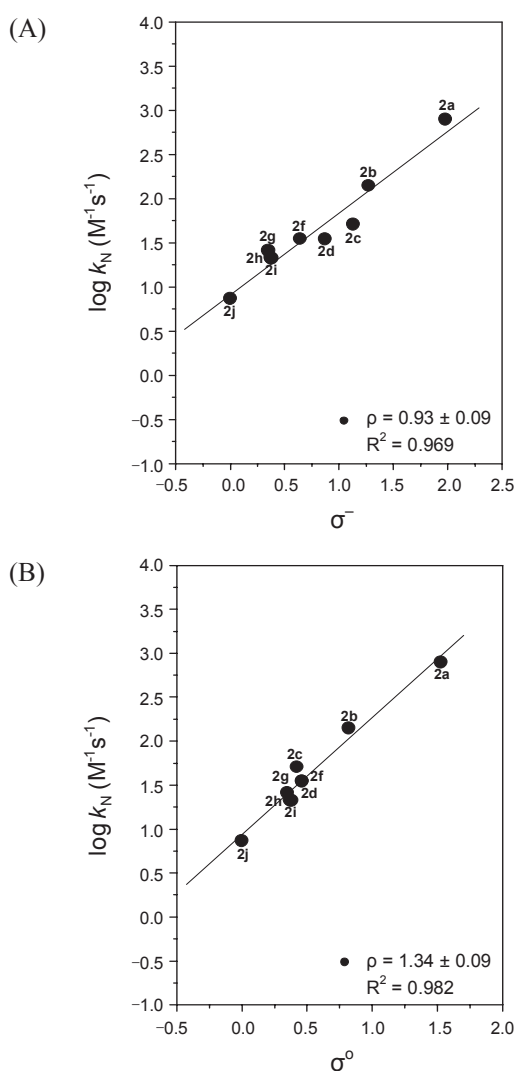 (A)
4.0
3.5
3.0
2.5
2.0
1.5
1.0
0.5
0.0
−0.5
−1.0
log kN (M-1s-1)
2a
2b
2c
2d
2f
2g
2h
2i
2j
ρ = 0.93 ± 0.09
R2 = 0.969
−0.5 0.0 0.5 1.0 1.5 2.0 2.5
σ−
(B)
4.0
3.5
3.0
2.5
2.0
1.5
1.0
0.5
0.0
−0.5
−1.0
log kN (M-1s-1)
2a
2b
2c
2g
2f
2h
2d
2i
2j
ρ = 1.34 ± 0.09
R2 = 0.982
−0.5 0.0 0.5 1.0 1.5 2.0
σo